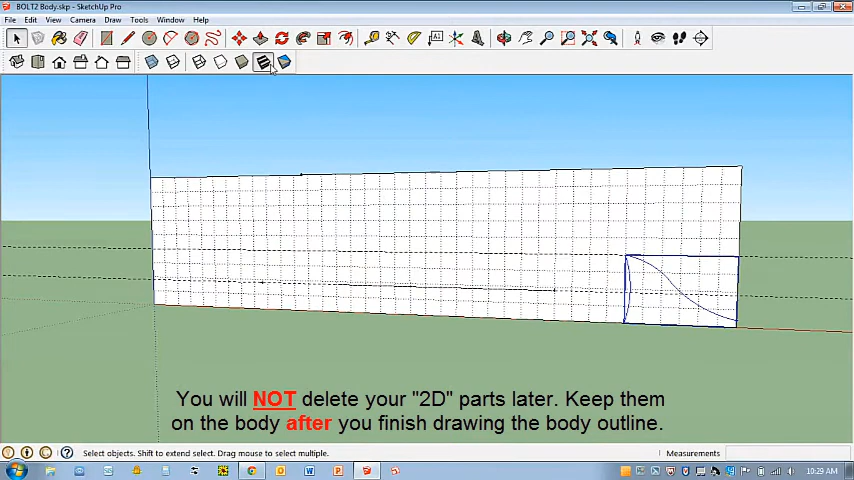 BOLT2 Body.skp - SketchUp
File Edit View Camera Draw Tools Window Help
You will NOT delete your "2D" parts later. Keep them
on the body after you finish drawing the body outline.
Select objects. Shift to extend select. Drag mouse to select multiple.
Measurements
10:29 AM